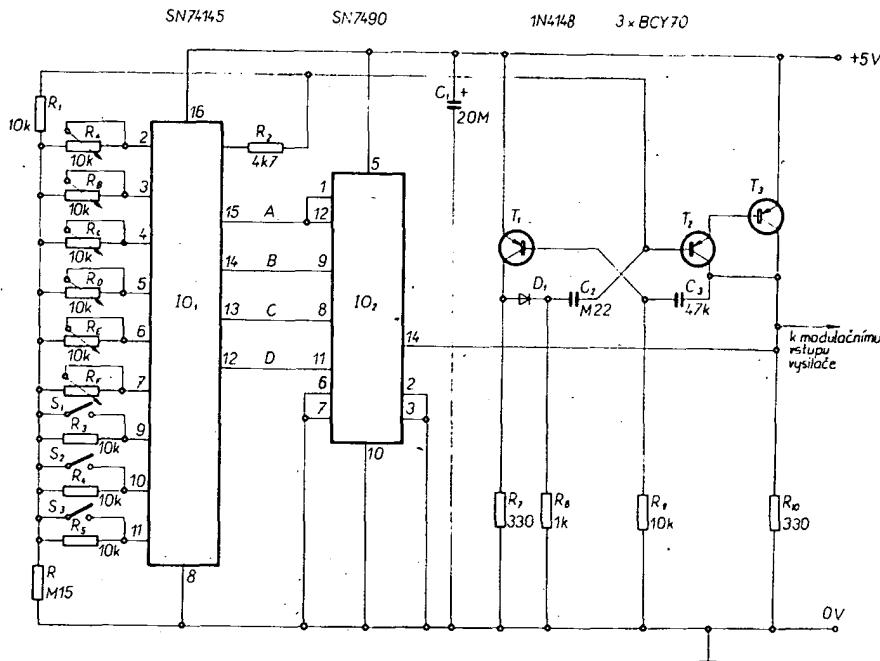 SN74145
SN7490
1N4148
3 x BCY70
+5V
R1
10k
16
C1
+
20M
RA
10k
2
R2
4k7
T3
5
RB
10k
3
1
12
15
A
T1
T2
RC
10k
4
14
B
9
D1
C2
M22
C3
47k
RD
10k
5
IO1
IO2
13
C
8
k modulačnímu
vstupu
vysílače
RE
10k
6
14
12
D
11
RF
10k
7
6
7
2
3
S1
R3
10k
9
10
S2
R4
10k
10
R7
330
R8
1k
R9
10k
R10
330
S3
R5
10k
11
R
M15
8
0V